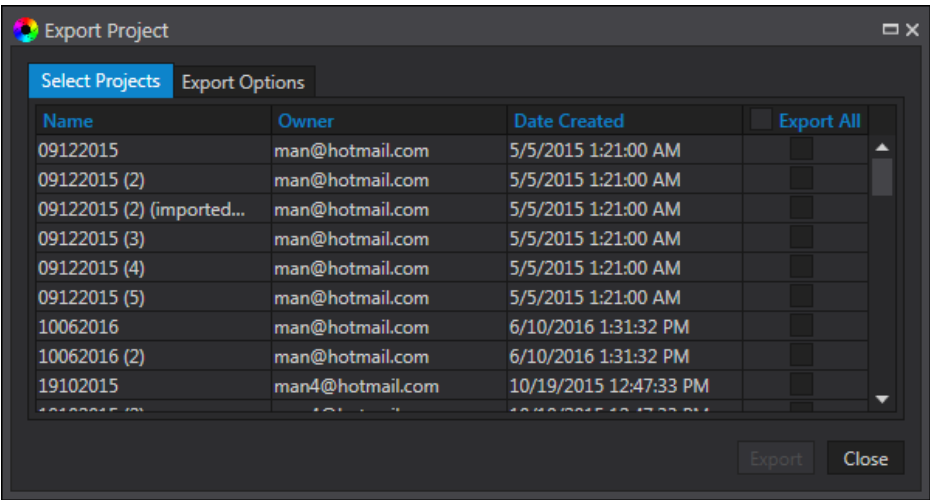 Export Project
Select Projects Export Options
Name Owner Date Created Export All
09122015 man@hotmail.com 5/5/2015 1:21:00 AM
09122015 (2) man@hotmail.com 5/5/2015 1:21:00 AM
09122015 (2) (imported... man@hotmail.com 5/5/2015 1:21:00 AM
09122015 (3) man@hotmail.com 5/5/2015 1:21:00 AM
09122015 (4) man@hotmail.com 5/5/2015 1:21:00 AM
09122015 (5) man@hotmail.com 5/5/2015 1:21:00 AM
10062016 man@hotmail.com 6/10/2016 1:31:32 PM
10062016 (2) man@hotmail.com 6/10/2016 1:31:32 PM
19102015 man4@hotmail.com 10/19/2015 12:47:33 PM
Export Close